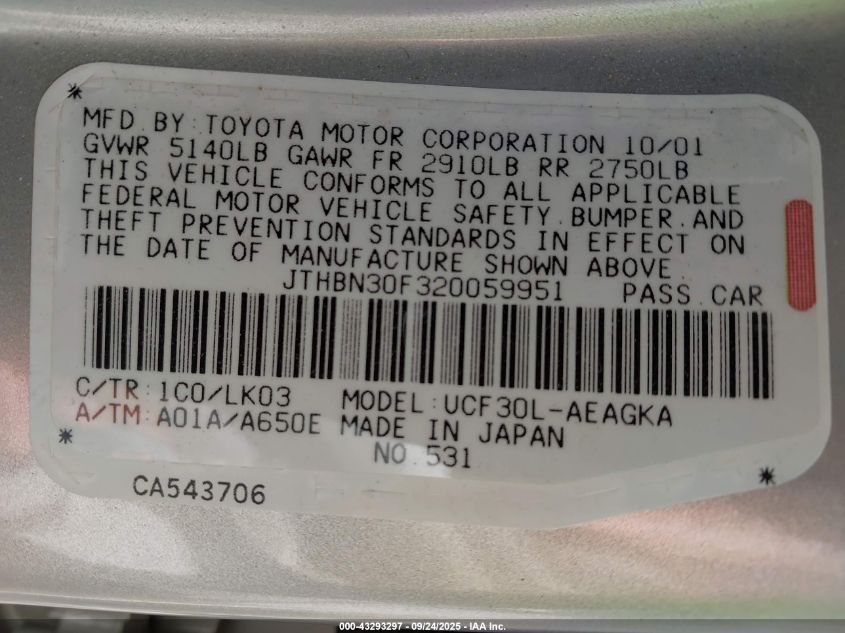 MFD. BY: TOYOTA MOTOR CORPORATION 10/01
GVWR 5140LB GAWR FR 2910LB RR 2750LB
THIS VEHICLE CONFORMS TO ALL APPLICABLE
FEDERAL MOTOR VEHICLE SAFETY, BUMPER, AND
THEFT PREVENTION STANDARDS IN EFFECT ON
THE DATE OF MANUFACTURE SHOWN ABOVE.
JTHBN30F320059951 PASS. CAR
C/TR:1C0/LK03 MODEL:UCF30L-AEAGKA
A/TM:A01A/A650E MADE IN JAPAN
NO. 531
CA543706
000-43293297 - 09/24/2025 - IAA Inc.